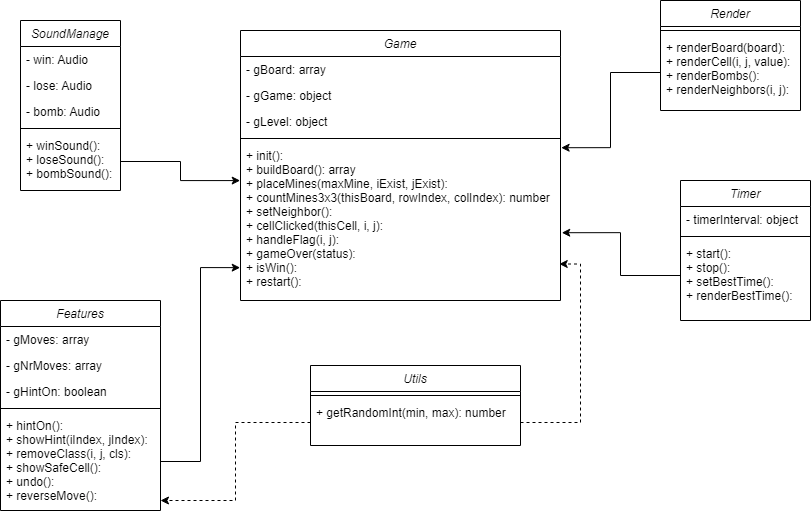 SoundManage
- win: Audio
- lose: Audio
- bomb: Audio
+ winSound():
+ loseSound():
+ bombSound():
Game
- gBoard: array
- gGame: object
- gLevel: object
+ init():
+ buildBoard(): array
+ placeMines(maxMine, iExist, jExist):
+ countMines3x3(thisBoard, rowIndex, colIndex): number
+ setNeighbor():
+ cellClicked(thisCell, i, j):
+ handleFlag(i, j):
+ gameOver(status):
+ isWin():
+ restart():
Render
+ renderBoard(board):
+ renderCell(i, j, value):
+ renderBombs():
+ renderNeighbors(i, j):
Timer
- timerInterval: object
+ start():
+ stop():
+ setBestTime():
+ renderBestTime():
Features
- gMoves: array
- gNrMoves: array
- gHintOn: boolean
+ hintOn():
+ showHint(iIndex, jIndex):
+ removeClass(i, j, cls):
+ showSafeCell():
+ undo():
+ reverseMove():
Utils
+ getRandomInt(min, max): number